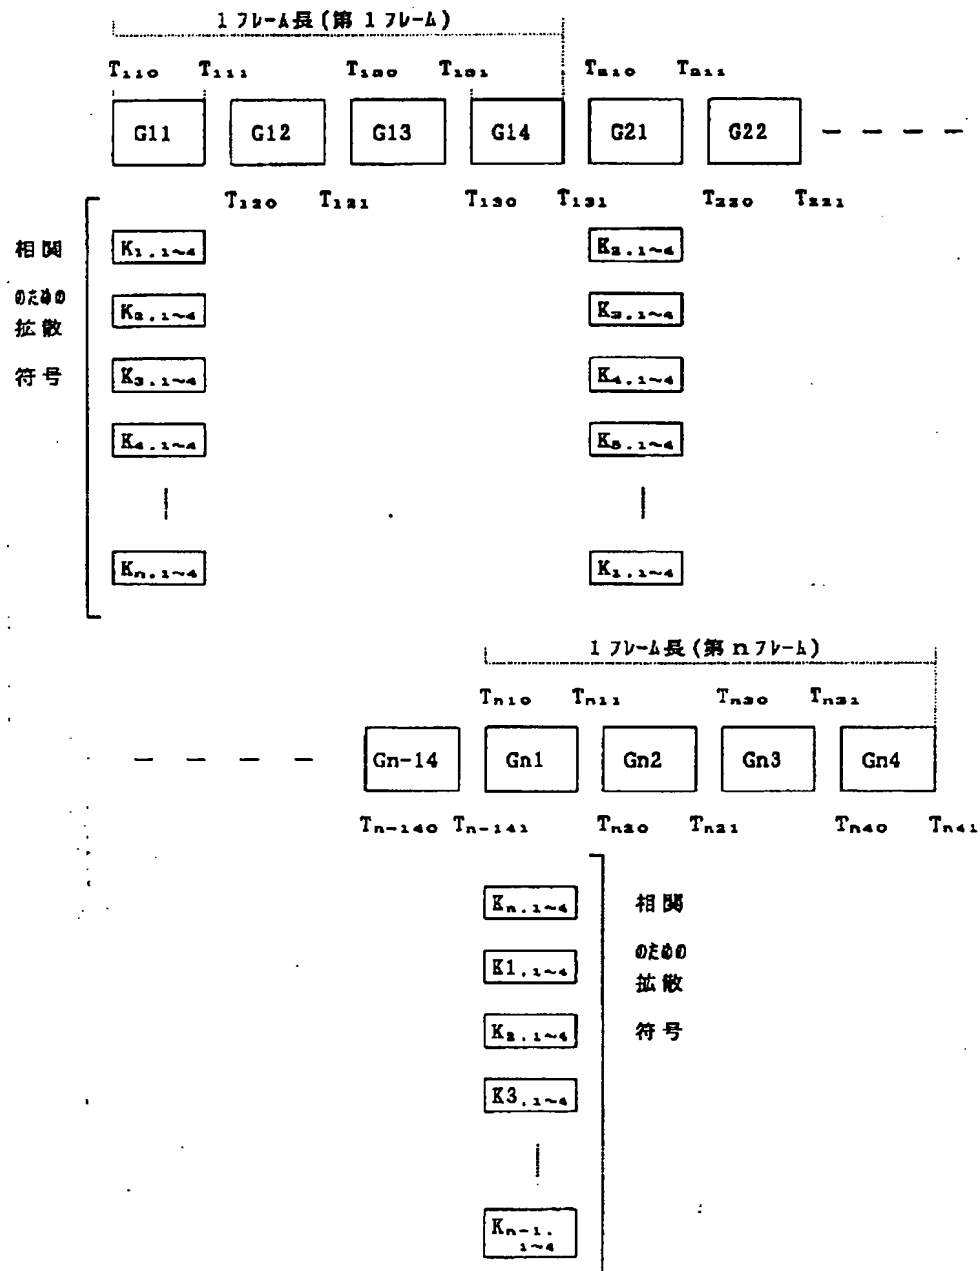 1フレーム長(第1フレーム)
T₁₁₀ T₁₁₁ T₁₃₀ T₁₃₁ T₂₁₀ T₂₁₁
G11 G12 G13 G14 G21 G22 ― ― ― ―
T₁₂₀ T₁₂₁ T₁₃₀ T₁₃₁ T₂₂₀ T₂₂₁
相関
のための
拡散
符号
K₁.₁~₄ K₂.₁~₄
K₂.₁~₄ K₃.₁~₄
K₃.₁~₄ K₄.₁~₄
K₄.₁~₄ K₅.₁~₄
Kₙ.₁~₄ K₁.₁~₄
1フレーム長(第nフレーム)
Tₙ₁₀ Tₙ₁₁ Tₙ₃₀ Tₙ₃₁
― ― ― ― Gn-14 Gn1 Gn2 Gn3 Gn4
Tₙ₋₁₄₀ Tₙ₋₁₄₁ Tₙ₂₀ Tₙ₂₁ Tₙ₄₀ Tₙ₄₁
Kₙ.₁~₄
K1.₁~₄
K₂.₁~₄
K3.₁~₄
Kₙ₋₁.
₁~₄
相関
のための
拡散
符号